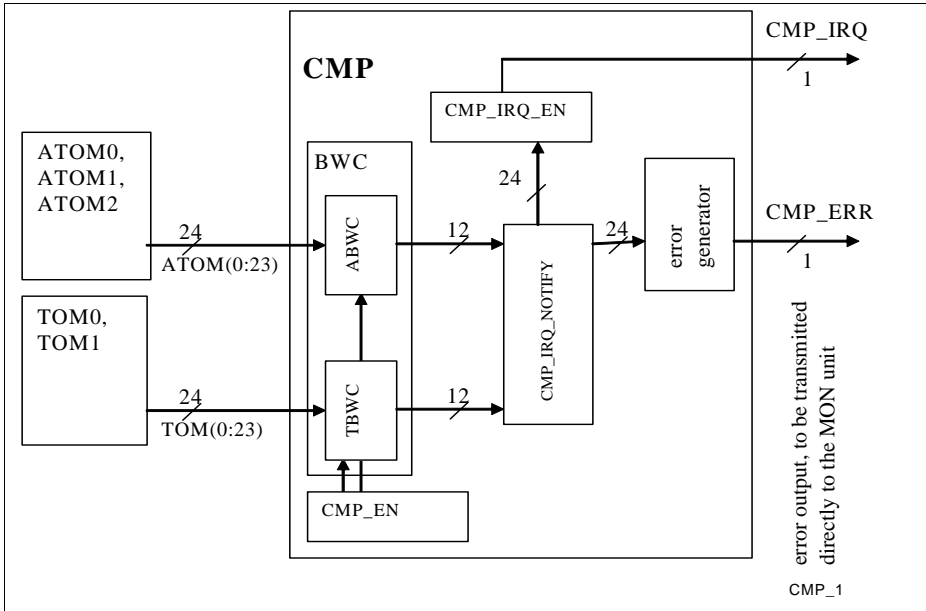 CMP_IRQ
1
CMP
CMP_IRQ_EN
ATOM0,
ATOM1,
ATOM2
BWC
24
24
ATOM(0:23)
ABWC
12
24
error
generator
CMP_ERR
1
CMP_IRQ_NOTIFY
TOM0,
TOM1
24
TOM(0:23)
TBWC
12
CMP_EN
error output, to be transmitted
directly to the MON unit
CMP_1